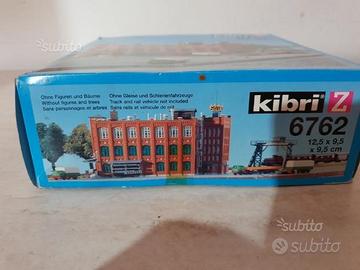 Ohne Figuren und Bäume
Without figures and trees
Sans personnages et arbres
Ohne Gleise und Schienenfahrzeuge
Track and rail vehicle not included
Sans rails et véhicule de rail
kibri Z
6762
12,5 x 9,5
x 9,5 cm
subito
subito
subito
subito